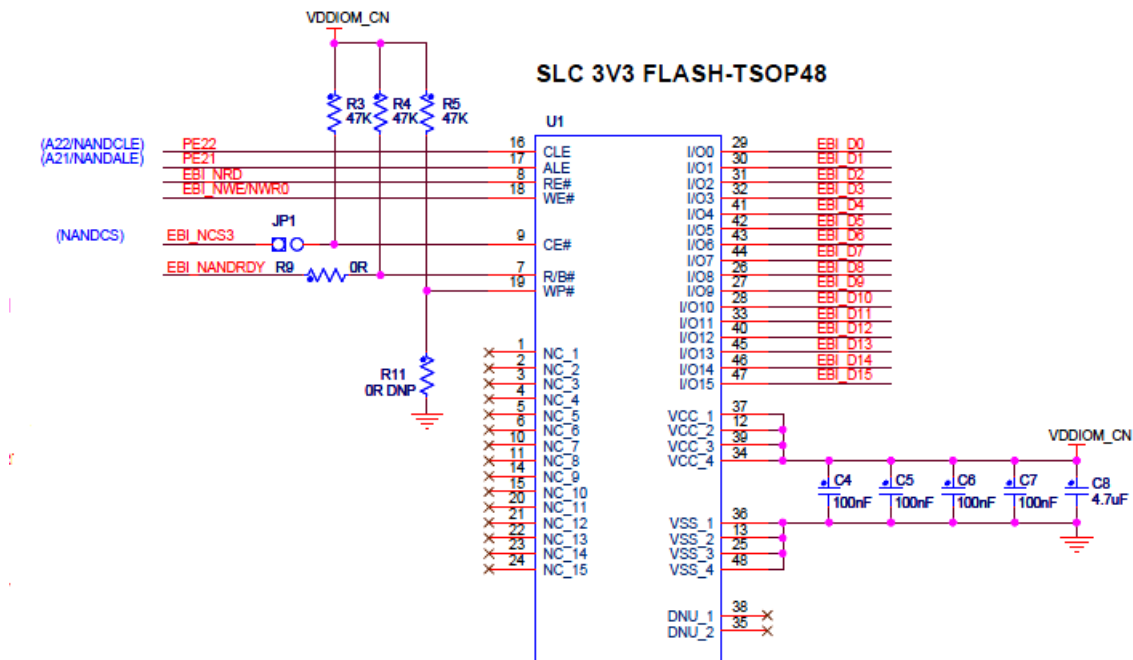 VDDIOM_CN
SLC 3V3 FLASH-TSOP48
R3 R4 R5
47K 47K 47K
U1
(A22/NANDCLE) PE22 16 CLE I/O0 29 EBI_D0
(A21/NANDALE) PE21 17 ALE I/O1 30 EBI_D1
EBI_NRD 8 RE# I/O2 31 EBI_D2
EBI_NWE/NWR0 18 WE# I/O3 32 EBI_D3
I/O4 41 EBI_D4
JP1 I/O5 42 EBI_D5
(NANDCS) EBI_NCS3 9 CE# I/O6 43 EBI_D6
I/O7 44 EBI_D7
EBI_NANDRDY R9 0R 7 R/B# I/O8 26 EBI_D8
19 WP# I/O9 27 EBI_D9
I/O10 28 EBI_D10
I/O11 33 EBI_D11
I/O12 40 EBI_D12
1 NC_1 I/O13 45 EBI_D13
2 NC_2 I/O14 46 EBI_D14
R11 3 NC_3 I/O15 47 EBI_D15
0R DNP 4 NC_4
5 NC_5 VCC_1 37
6 NC_6 VCC_2 12
10 NC_7 VCC_3 39 VDDIOM_CN
11 NC_8 VCC_4 34
14 NC_9 C4 C5 C6 C7 C8
15 NC_10 100nF 100nF 100nF 100nF 4.7uF
20 NC_11
21 NC_12 VSS_1 36
22 NC_13 VSS_2 13
23 NC_14 VSS_3 25
24 NC_15 VSS_4 48
DNU_1 38
DNU_2 35